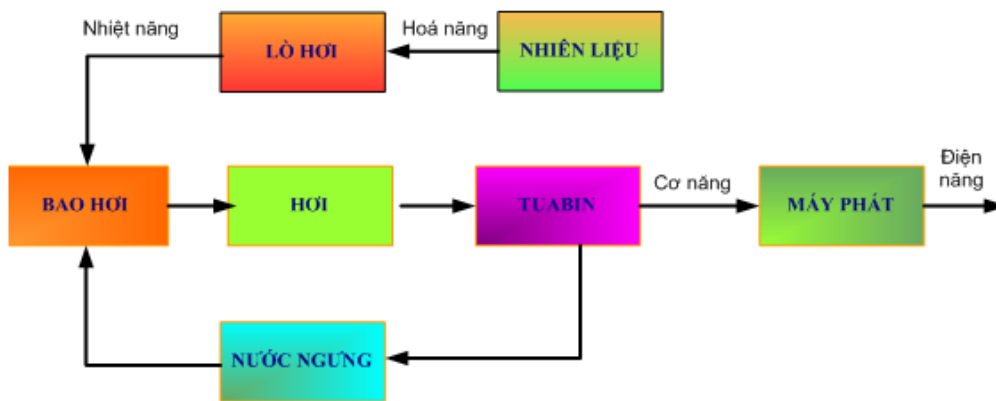 Nhiệt năng
LÒ HƠI
Hoá năng
NHIÊN LIỆU
BAO HƠI
HƠI
TUABIN
Cơ năng
MÁY PHÁT
Điện
năng
NƯỚC NGƯNG